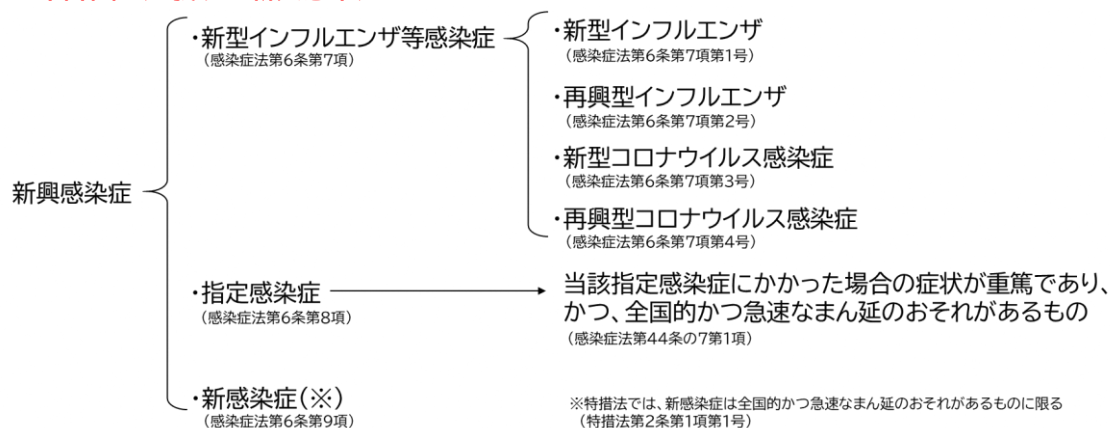 ・新型インフルエンザ等感染症
(感染症法第6条第7項)
・新型インフルエンザ
(感染症法第6条第7項第1号)
・再興型インフルエンザ
(感染症法第6条第7項第2号)
・新型コロナウイルス感染症
(感染症法第6条第7項第3号)
・再興型コロナウイルス感染症
(感染症法第6条第7項第4号)
新興感染症
・指定感染症
(感染症法第6条第8項)
当該指定感染症にかかった場合の症状が重篤であり、
かつ、全国的かつ急速なまん延のおそれがあるもの
(感染症法第44条の7第1項)
・新感染症(※)
(感染症法第6条第9項)
※特措法では、新感染症は全国的かつ急速なまん延のおそれがあるものに限る
(特措法第2条第1項第1号)